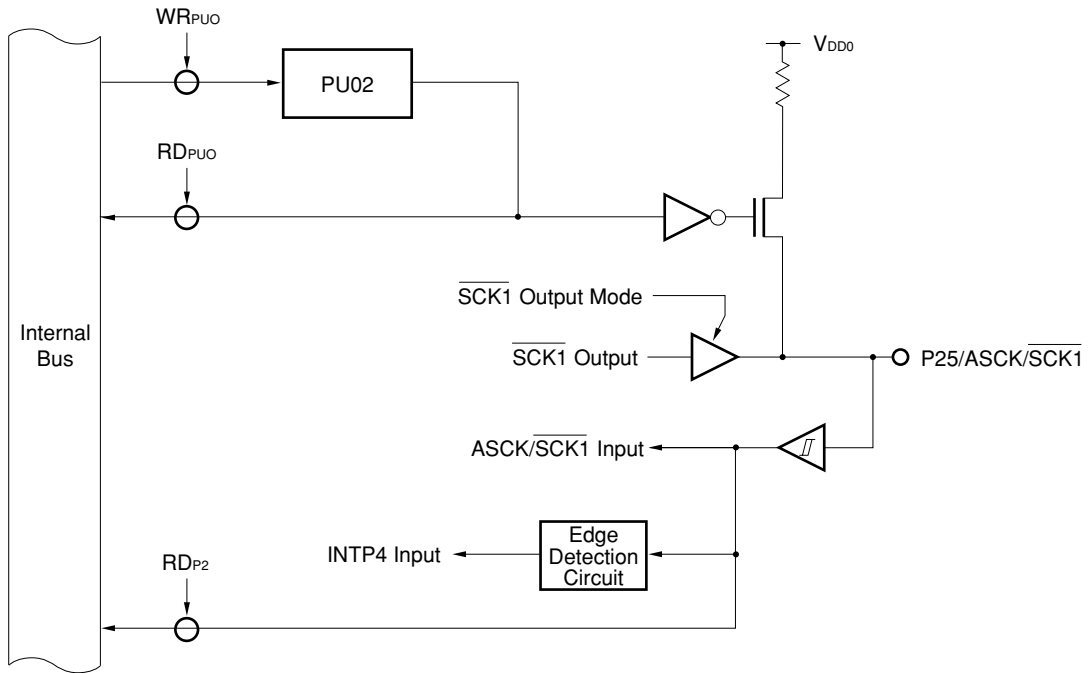 WRPUO
VDD0
PU02
RDPUO
SCK1 Output Mode
Internal
Bus
SCK1 Output
P25/ASCK/SCK1
ASCK/SCK1 Input
Edge
Detection
Circuit
INTP4 Input
RDP2